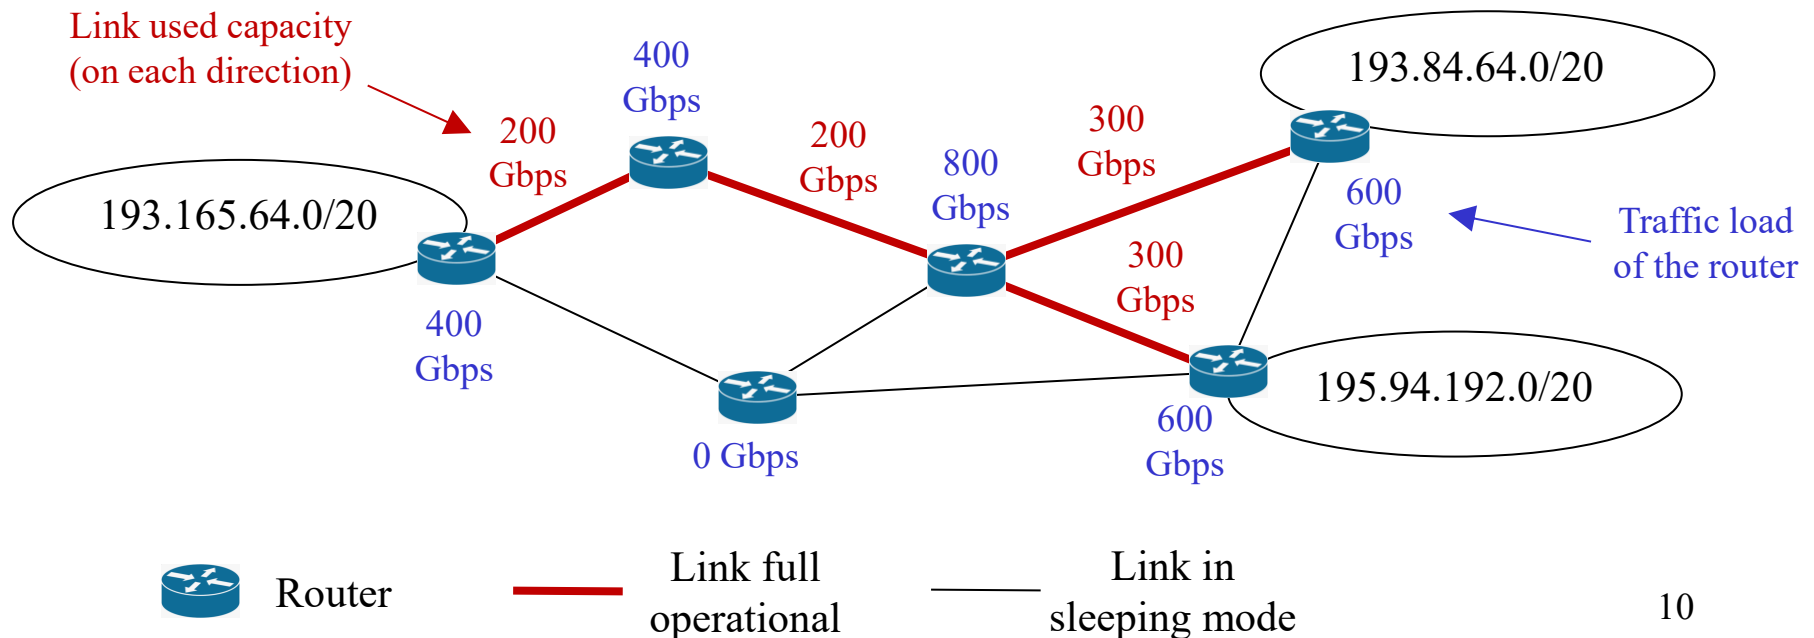 Link used capacity
(on each direction)
400
Gbps
193.84.64.0/20
200
Gbps
200
Gbps
300
Gbps
800
Gbps
193.165.64.0/20
600
Gbps
Traffic load
of the router
300
Gbps
400
Gbps
195.94.192.0/20
600
Gbps
0 Gbps
Router
Link full
operational
Link in
sleeping mode
10